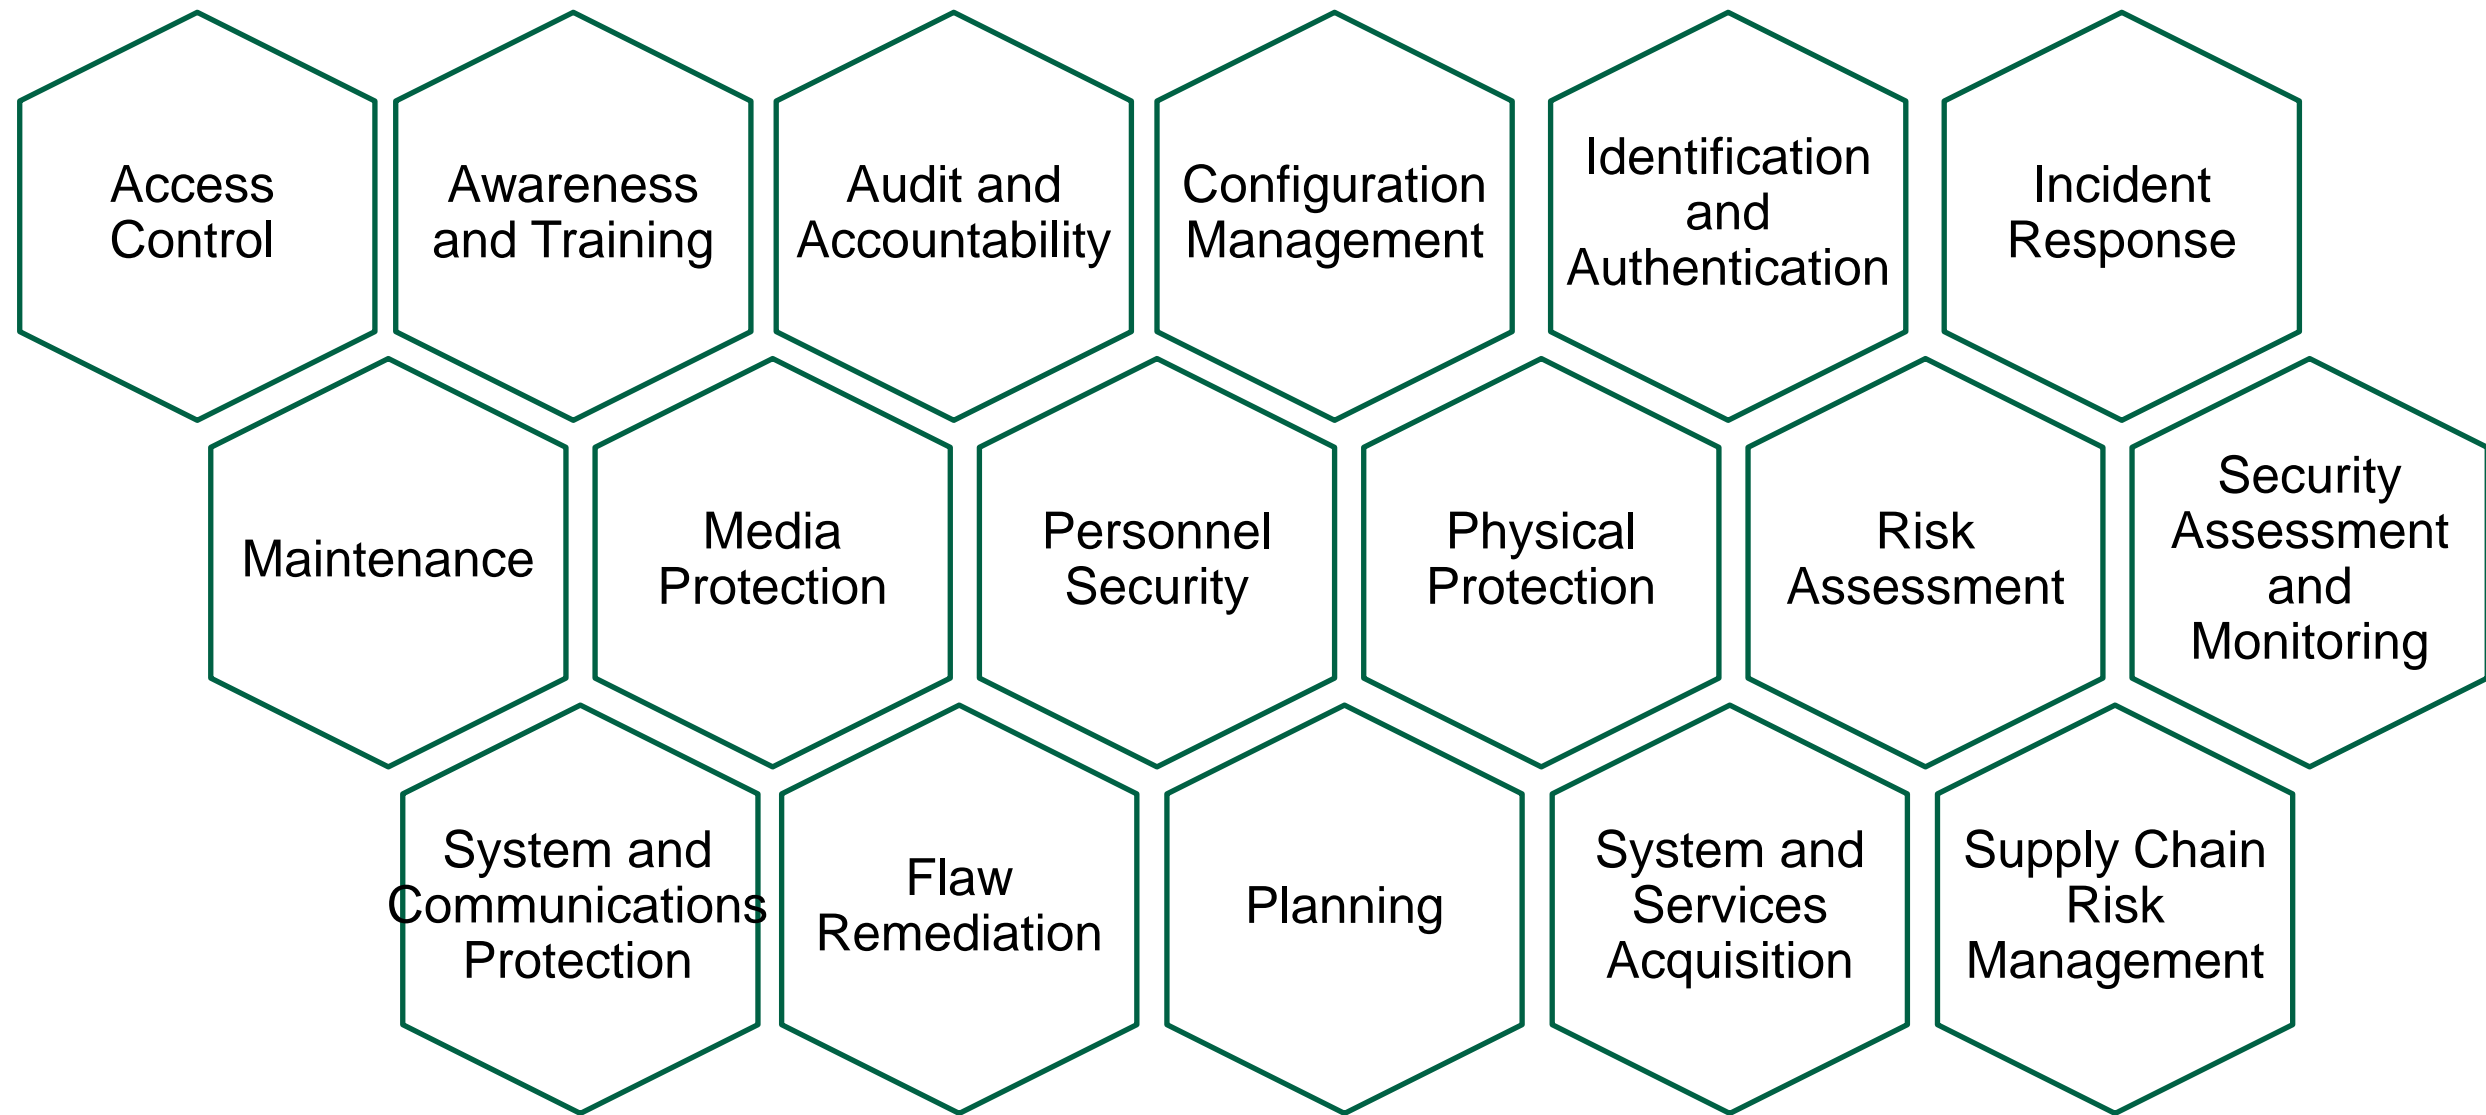 Access
Control
Awareness
and Training
Audit and
Accountability
Configuration
Management
Identification
and
Authentication
Incident
Response
Maintenance
Media
Protection
Personnel
Security
Physical
Protection
Risk
Assessment
Security
Assessment
and
Monitoring
System and
Communications
Protection
Flaw
Remediation
Planning
System and
Services
Acquisition
Supply Chain
Risk
Management